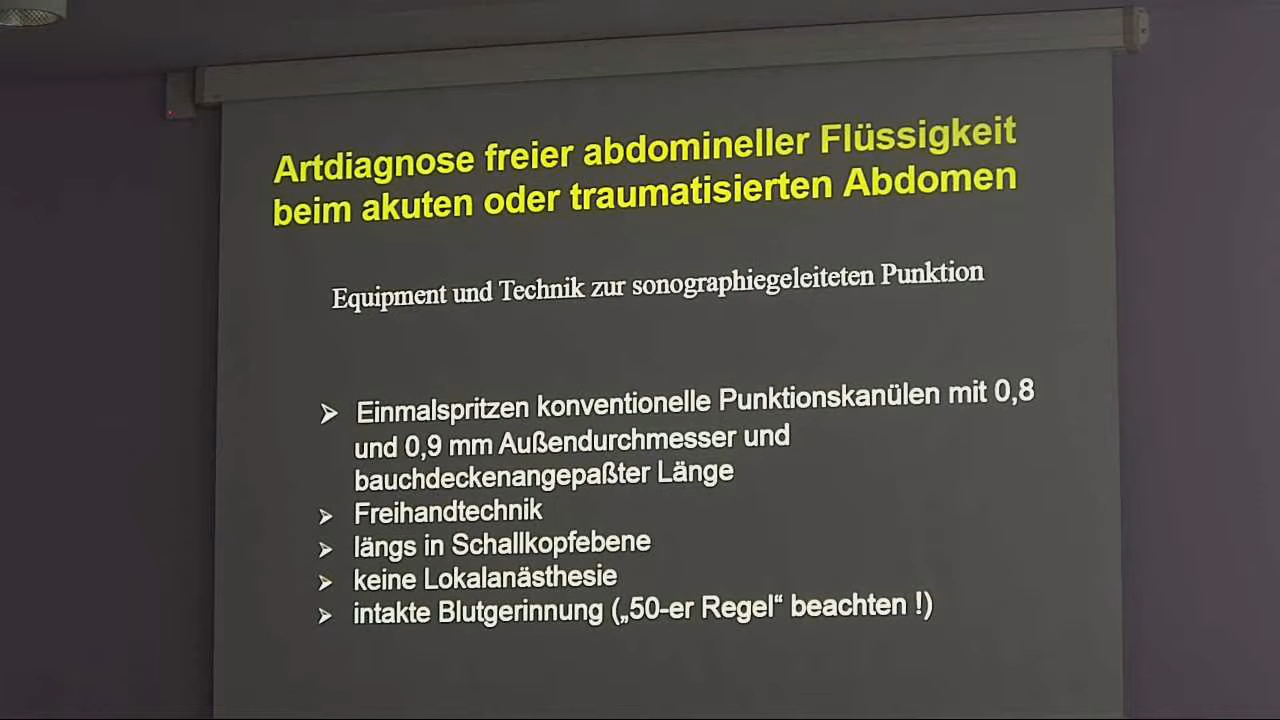 Artdiagnose freier abdomineller Flüssigkeit
beim akuten oder traumatisierten Abdomen
Equipment und Technik zur sonographiegeleiteten Punktion
➢ Einmalspritzen konventionelle Punktionskanülen mit 0,8
und 0,9 mm Außendurchmesser und
bauchdeckenangepaßter Länge
➢ Freihandtechnik
➢ längs in Schallkopfebene
➢ keine Lokalanästhesie
➢ intakte Blutgerinnung („50-er Regel“ beachten !)